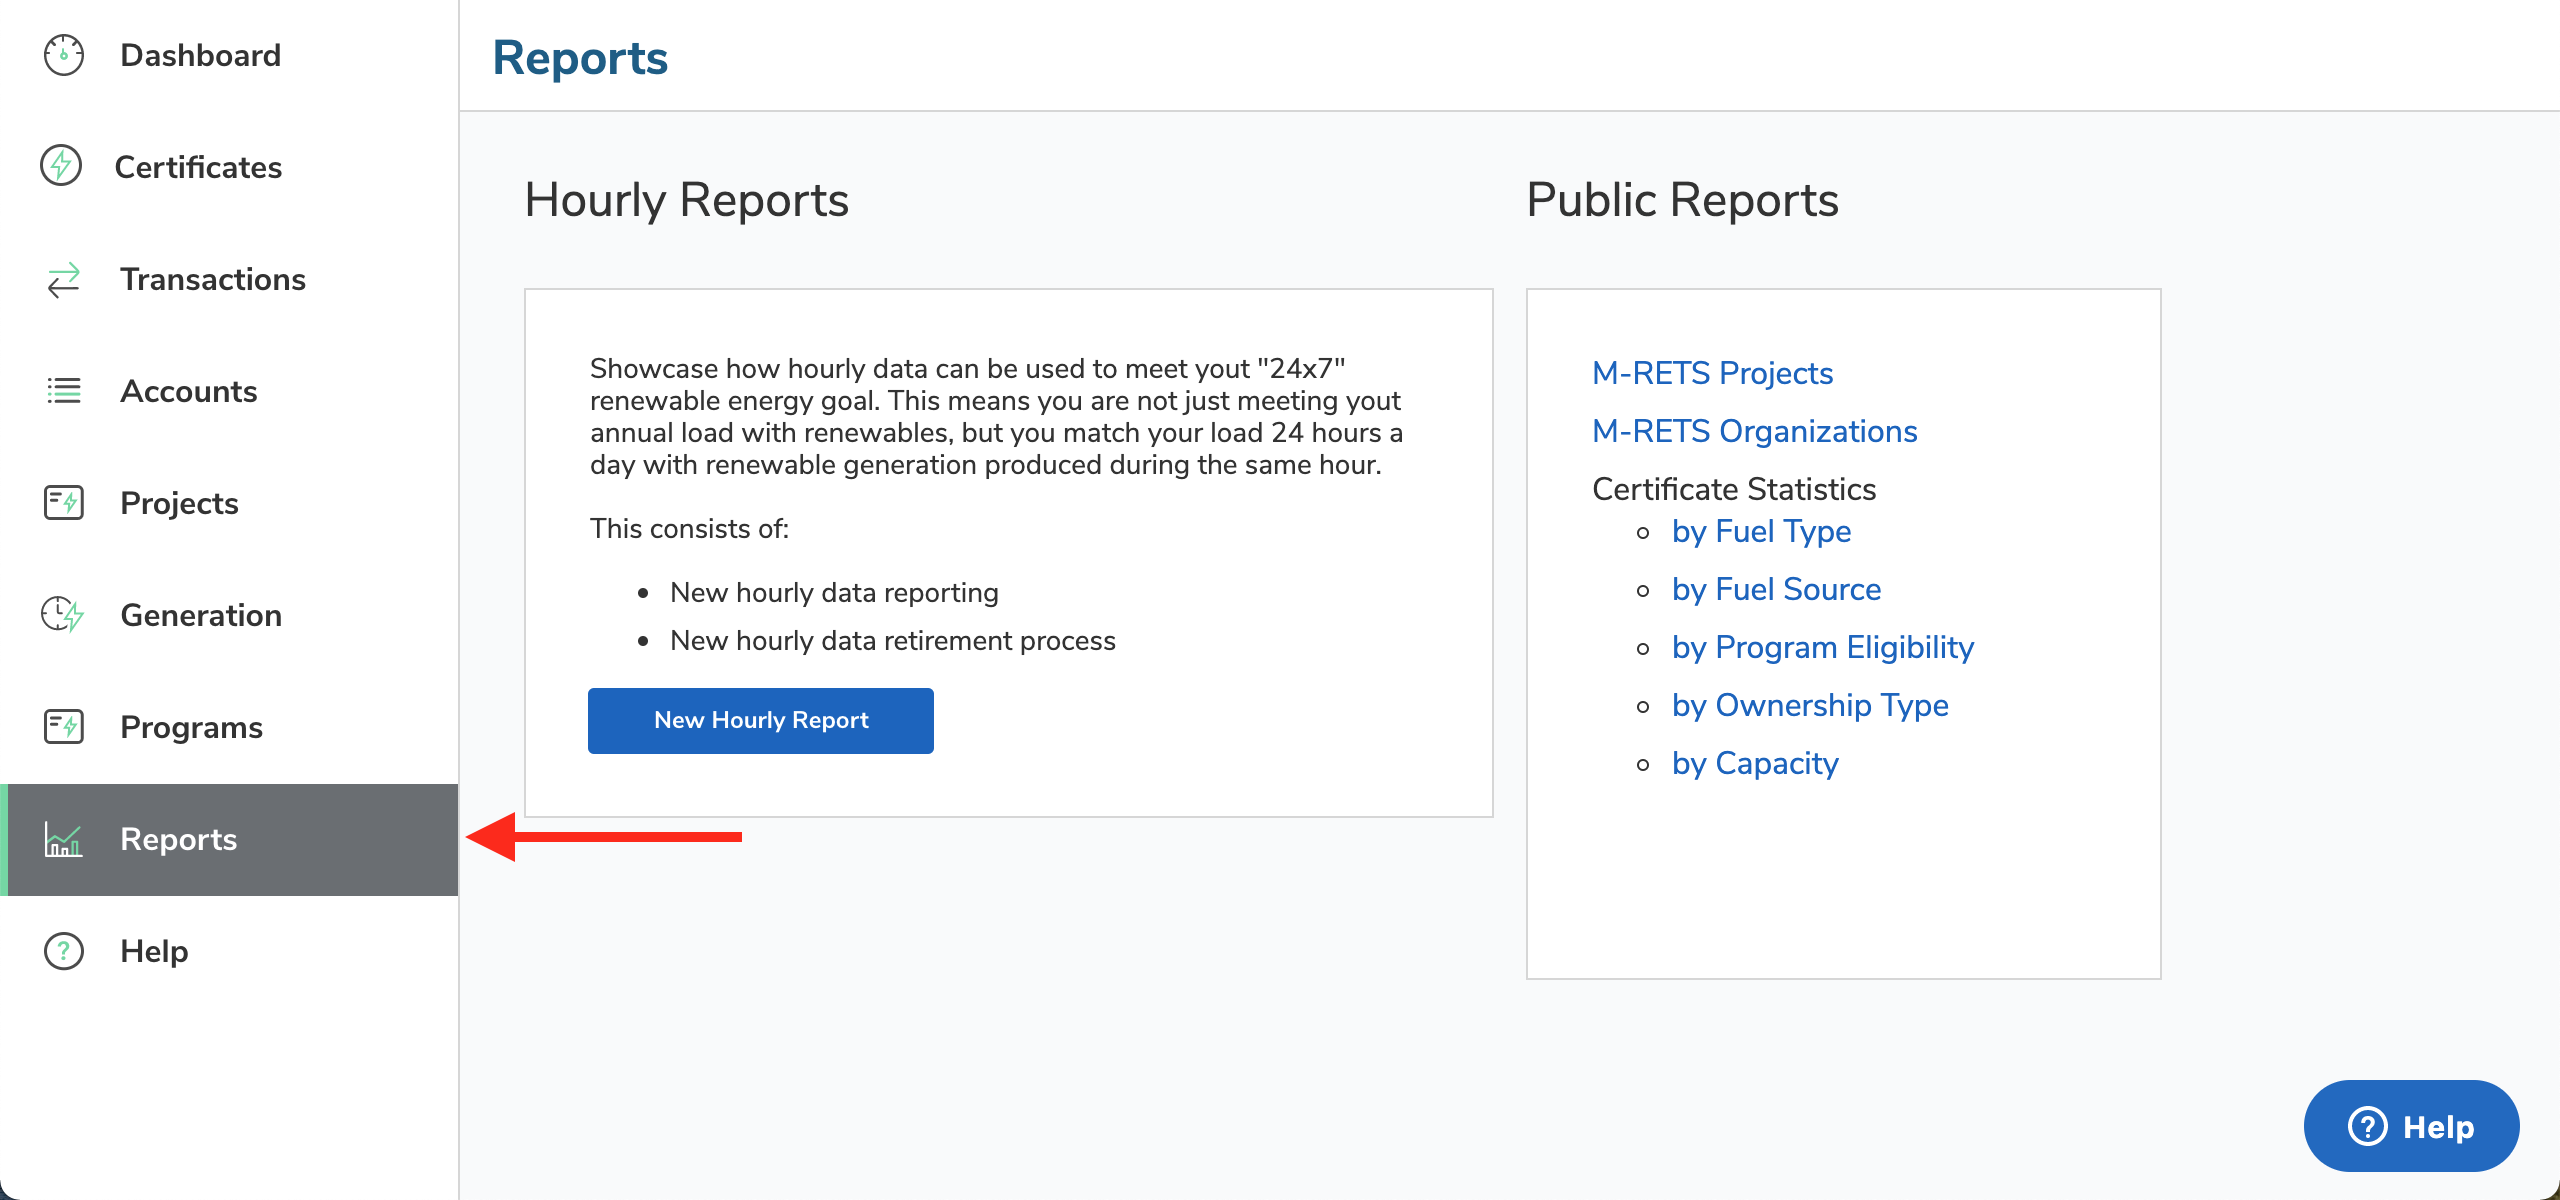 Dashboard
Certificates
Transactions
Accounts
Projects
Generation
Programs
Reports
Help
Reports
Hourly Reports
Showcase how hourly data can be used to meet yout "24x7"
renewable energy goal. This means you are not just meeting yout
annual load with renewables, but you match your load 24 hours a
day with renewable generation produced during the same hour.
This consists of:
• New hourly data reporting
• New hourly data retirement process
New Hourly Report
Public Reports
M-RETS Projects
M-RETS Organizations
Certificate Statistics
by Fuel Type
by Fuel Source
by Program Eligibility
by Ownership Type
by Capacity
Help